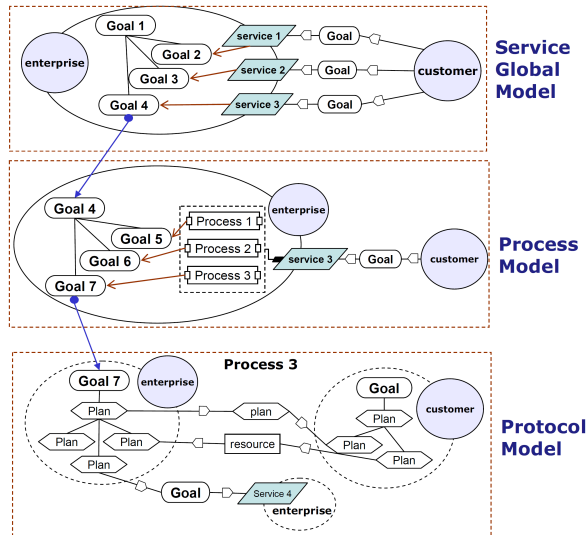 Goal 1
service 1
Goal
Goal 2
enterprise
Service
Global
Model
service 2
Goal
customer
Goal 3
Goal 4
service 3
Goal
Goal 4
enterprise
Process 1
Goal 5
Process 2
Goal 6
service 3
Goal
customer
Process
Model
Process 3
Goal 7
Process 3
Goal 7
enterprise
Goal
customer
Plan
plan
Plan
Plan
Plan
resource
Plan
Plan
Plan
Protocol
Model
Goal
Service 4
enterprise